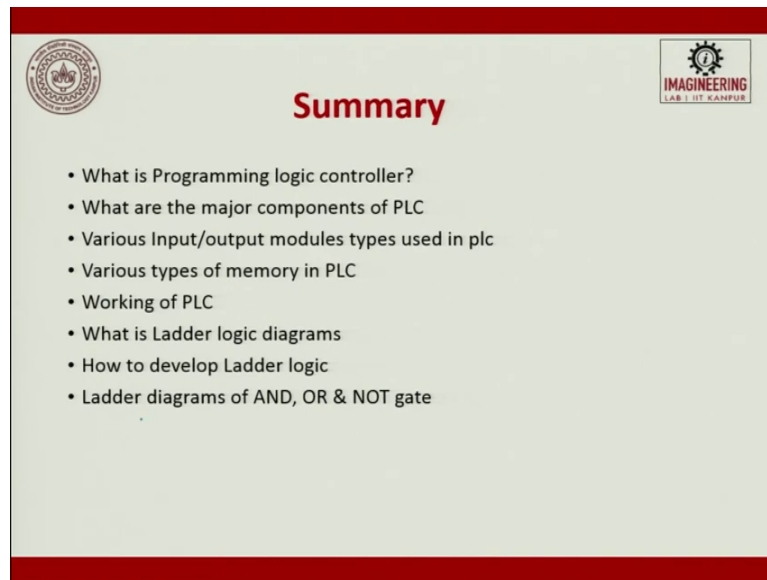 IMAGINEERING
LAB | IIT KANPUR
Summary
• What is Programming logic controller?
• What are the major components of PLC
• Various Input/output modules types used in plc
• Various types of memory in PLC
• Working of PLC
• What is Ladder logic diagrams
• How to develop Ladder logic
• Ladder diagrams of AND, OR & NOT gate